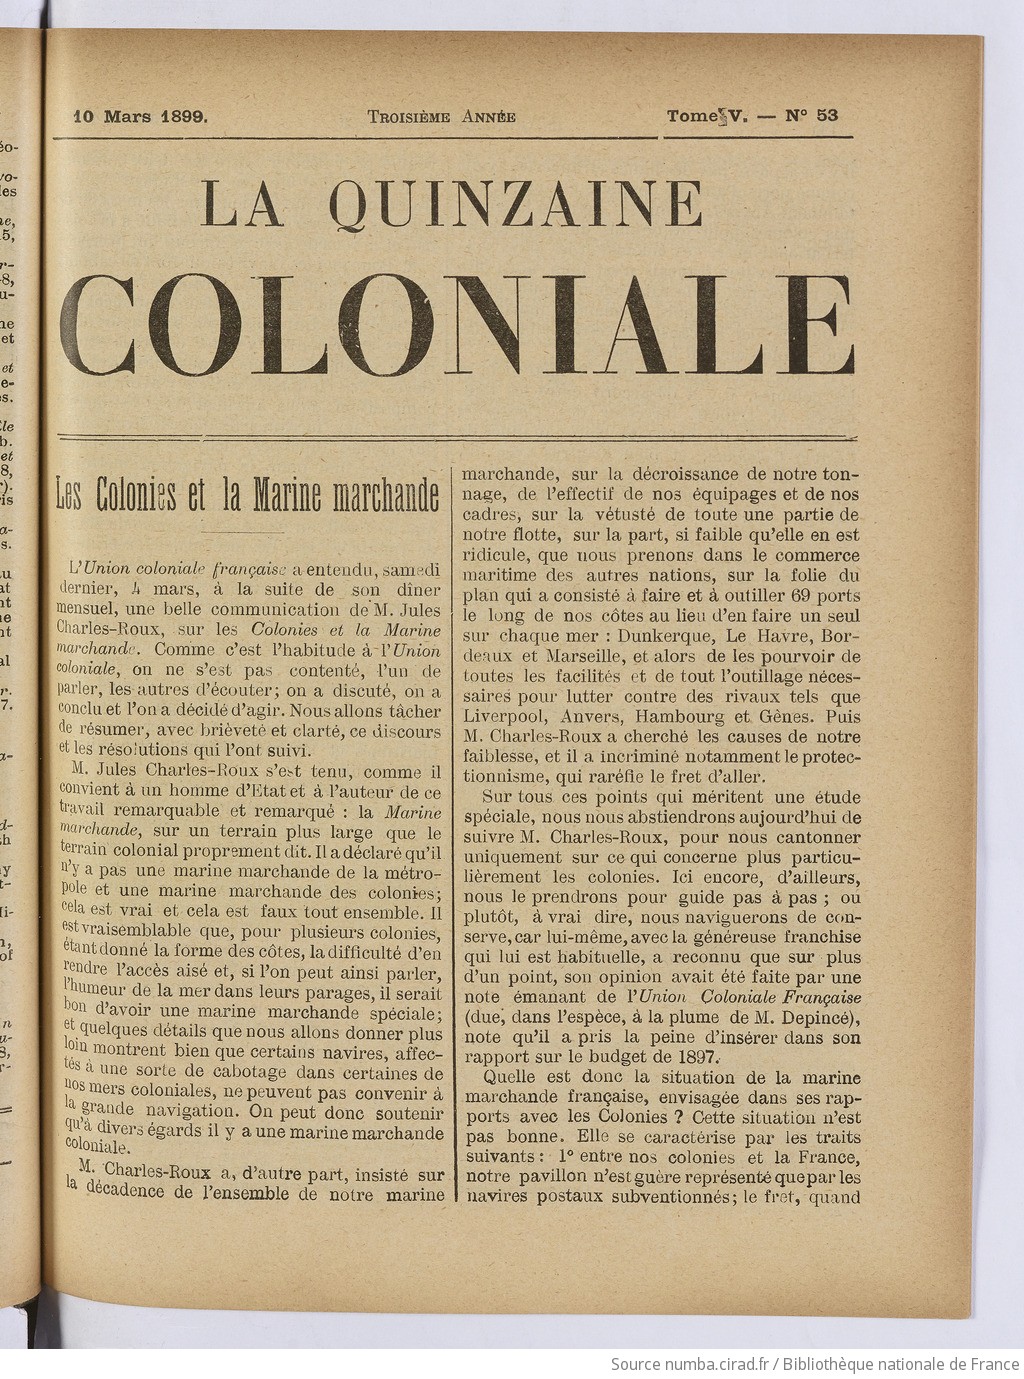 10 Mars 1899.
TROISIÈME ANNÉE
Tome V. — N° 53
LA QUINZAINE
COLONIALE
Les Colonies et la Marine marchande
L'Union coloniale française a entendu, samedi
dernier, 4 mars, à la suite de son dîner
mensuel, une belle communication de M. Jules
Charles-Roux, sur les Colonies et la Marine
marchande. Comme c'est l'habitude à l'Union
coloniale, on ne s'est pas contenté, l'un de
parler, les autres d'écouter; on a discuté, on a
conclu et l'on a décidé d'agir. Nous allons tâcher
de résumer, avec brièveté et clarté, ce discours
et les résolutions qui l'ont suivi.
M. Jules Charles-Roux s'est tenu, comme il
convient à un homme d'Etat et à l'auteur de ce
travail remarquable et remarqué : la Marine
marchande, sur un terrain plus large que le
terrain colonial proprement dit. Il a déclaré qu'il
n'y a pas une marine marchande de la métro-
pole et une marine marchande des colonies;
cela est vrai et cela est faux tout ensemble. Il
est vraisemblable que, pour plusieurs colonies,
étant donné la forme des côtes, la difficulté d'en
rendre l'accès aisé et, si l'on peut ainsi parler,
l'humeur de la mer dans leurs parages, il serait
bon d'avoir une marine marchande spéciale;
et quelques détails que nous allons donner plus
loin montrent bien que certains navires, affec-
tés à une sorte de cabotage dans certaines de
nos mers coloniales, ne peuvent pas convenir à
la grande navigation. On peut donc soutenir
qu'à divers égards il y a une marine marchande
coloniale.
M. Charles-Roux a, d'autre part, insisté sur
la décadence de l'ensemble de notre marine
marchande, sur la décroissance de notre ton-
nage, de l'effectif de nos équipages et de nos
cadres, sur la vétusté de toute une partie de
notre flotte, sur la part, si faible qu'elle en est
ridicule, que nous prenons dans le commerce
maritime des autres nations, sur la folie du
plan qui a consisté à faire et à outiller 69 ports
le long de nos côtes au lieu d'en faire un seul
sur chaque mer : Dunkerque, Le Havre, Bor-
deaux et Marseille, et alors de les pourvoir de
toutes les facilités et de tout l'outillage néces-
saires pour lutter contre des rivaux tels que
Liverpool, Anvers, Hambourg et Gênes. Puis
M. Charles-Roux a cherché les causes de notre
faiblesse, et il a incriminé notamment le protec-
tionnisme, qui raréfie le fret d'aller.
Sur tous ces points qui méritent une étude
spéciale, nous nous abstiendrons aujourd'hui de
suivre M. Charles-Roux, pour nous cantonner
uniquement sur ce qui concerne plus particu-
lièrement les colonies. Ici encore, d'ailleurs,
nous le prendrons pour guide pas à pas ; ou
plutôt, à vrai dire, nous naviguerons de con-
serve, car lui-même, avec la généreuse franchise
qui lui est habituelle, a reconnu que sur plus
d'un point, son opinion avait été faite par une
note émanant de l'Union Coloniale Française
(due, dans l'espèce, à la plume de M. Depincé),
note qu'il a pris la peine d'insérer dans son
rapport sur le budget de 1897.
Quelle est donc la situation de la marine
marchande française, envisagée dans ses rap-
ports avec les Colonies ? Cette situation n'est
pas bonne. Elle se caractérise par les traits
suivants : 1° entre nos colonies et la France,
notre pavillon n'est guère représenté que par les
navires postaux subventionnés; le fret, quand
Source numba.cirad.fr / Bibliothèque nationale de France